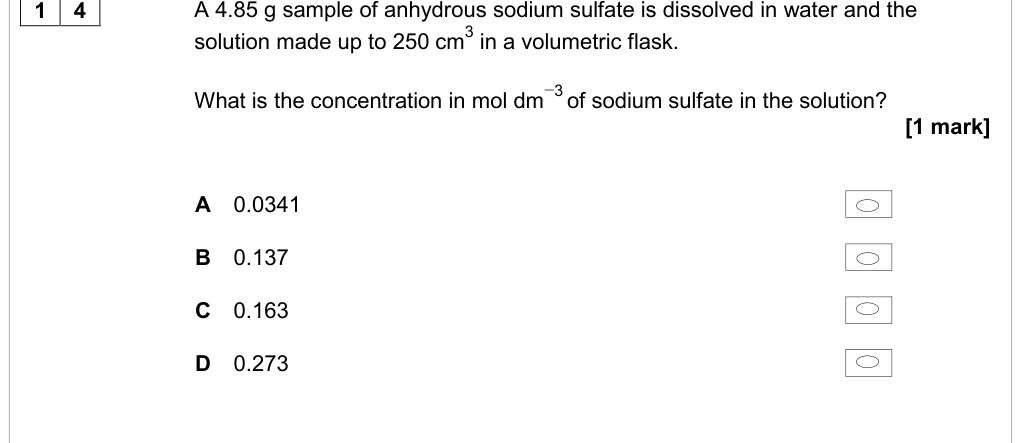 1 4 A 4.85 g sample of anhydrous sodium sulfate is dissolved in water and the
solution made up to 250 cm³ in a volumetric flask.
What is the concentration in mol dm⁻³ of sodium sulfate in the solution?
[1 mark]
A 0.0341
B 0.137
C 0.163
D 0.273